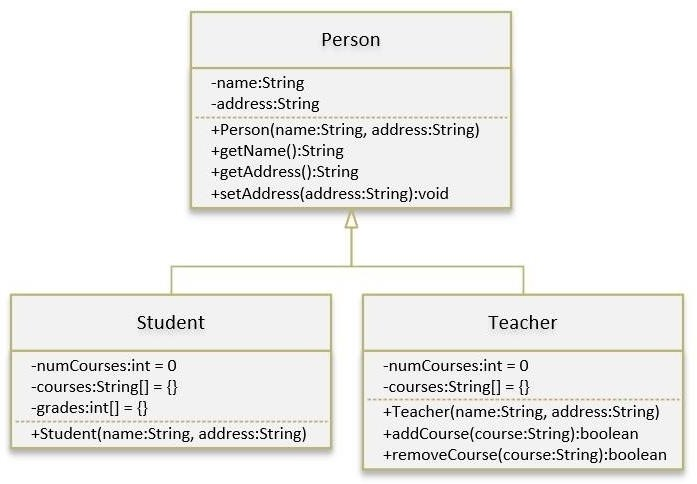 Person
-name:String
-address:String
+Person(name:String, address:String)
+getName():String
+getAddress():String
+setAddress(address:String):void
Student
-numCourses:int = 0
-courses:String[] = {}
-grades:int[] = {}
+Student(name:String, address:String)
Teacher
-numCourses:int = 0
-courses:String[] = {}
+Teacher(name:String, address:String)
+addCourse(course:String):boolean
+removeCourse(course:String):boolean